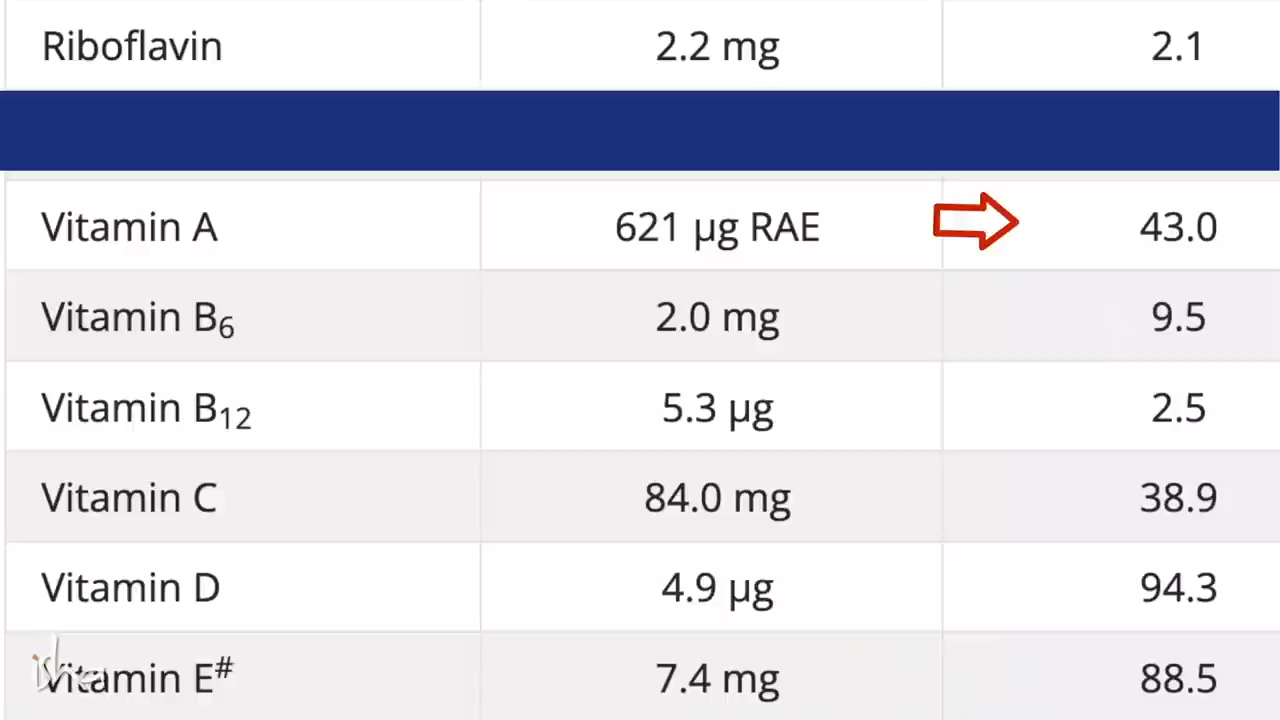 Riboflavin 2.2 mg 2.1
Vitamin A 621 µg RAE 43.0
Vitamin B₆ 2.0 mg 9.5
Vitamin B₁₂ 5.3 µg 2.5
Vitamin C 84.0 mg 38.9
Vitamin D 4.9 µg 94.3
Vitamin E# 7.4 mg 88.5